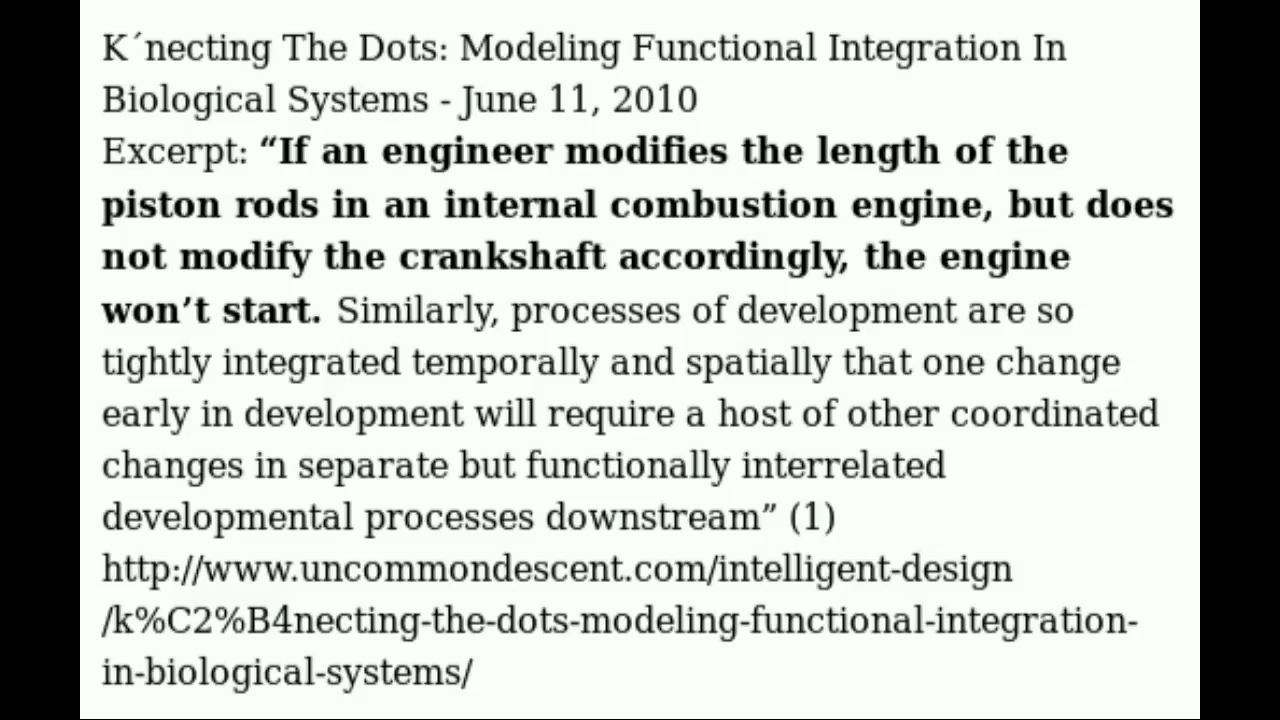 K´necting The Dots: Modeling Functional Integration In
Biological Systems - June 11, 2010
Excerpt: “If an engineer modifies the length of the
piston rods in an internal combustion engine, but does
not modify the crankshaft accordingly, the engine
won’t start. Similarly, processes of development are so
tightly integrated temporally and spatially that one change
early in development will require a host of other coordinated
changes in separate but functionally interrelated
developmental processes downstream” (1)
http://www.uncommondescent.com/intelligent-design
/k%C2%B4necting-the-dots-modeling-functional-integration-
in-biological-systems/